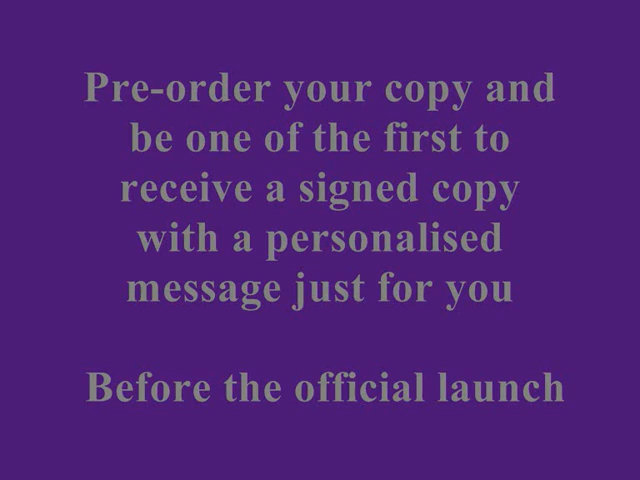 Pre-order your copy and
be one of the first to
receive a signed copy
with a personalised
message just for you
Before the official launch